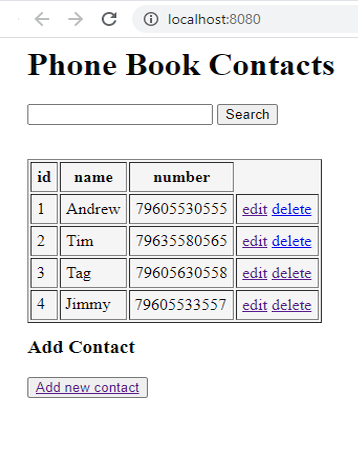 localhost:8080
Phone Book Contacts
Search
id name number
1 Andrew 79605530555 edit delete
2 Tim 79635580565 edit delete
3 Tag 79605630558 edit delete
4 Jimmy 79605533557 edit delete
Add Contact
Add new contact